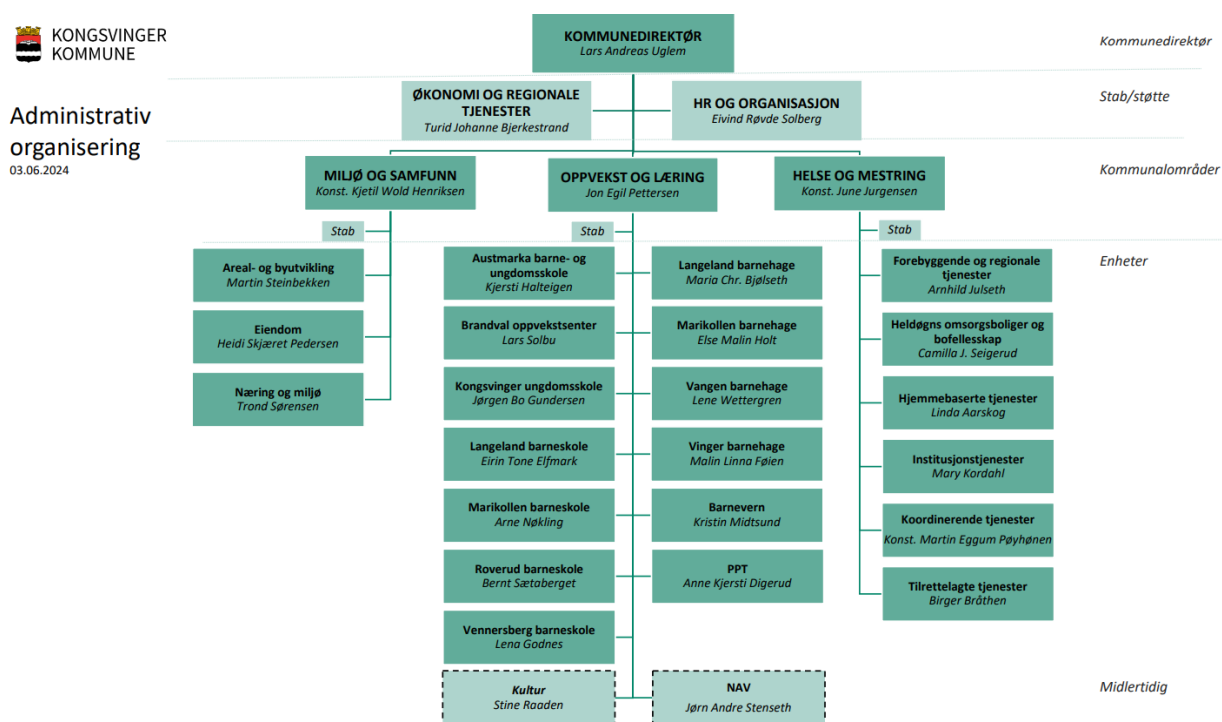 KONGSVINGER
KOMMUNE
Administrativ
organisering
03.06.2024
KOMMUNEDIREKTØR
Lars Andreas Uglem
Kommunedirektør
ØKONOMI OG REGIONALE
TJENESTER
Turid Johanne Bjerkestrand
HR OG ORGANISASJON
Eivind Røvde Solberg
Stab/støtte
MILJØ OG SAMFUNN
Konst. Kjetil Wold Henriksen
OPPVEKST OG LÆRING
Jon Egil Pettersen
HELSE OG MESTRING
Konst. June Jurgensen
Kommunalområder
Stab
Stab
Stab
Areal- og byutvikling
Martin Steinbekken
Eiendom
Heidi Skjæret Pedersen
Næring og miljø
Trond Sørensen
Austmarka barne- og
ungdomsskole
Kjersti Halteigen
Brandval oppvekstsenter
Lars Solbu
Kongsvinger ungdomsskole
Jørgen Bo Gundersen
Langeland barneskole
Eirin Tone Elfmark
Marikollen barneskole
Arne Nøkling
Roverud barneskole
Bernt Sætaberget
Vennersberg barneskole
Lena Godnes
Kultur
Stine Raaden
Langeland barnehage
Maria Chr. Bjølseth
Marikollen barnehage
Else Malin Holt
Vangen barnehage
Lene Wettergren
Vinger barnehage
Malin Linna Føien
Barnevern
Kristin Midtsund
PPT
Anne Kjersti Digerud
NAV
Jørn Andre Stenseth
Forebyggende og regionale
tjenester
Arnhild Julseth
Heldøgns omsorgsboliger og
bofellesskap
Camilla J. Seigerud
Hjemmebaserte tjenester
Linda Aarskog
Institusjonstjenester
Mary Kordahl
Koordinerende tjenester
Konst. Martin Eggum Pøyhønen
Tilrettelagte tjenester
Birger Bråthen
Enheter
Midlertidig